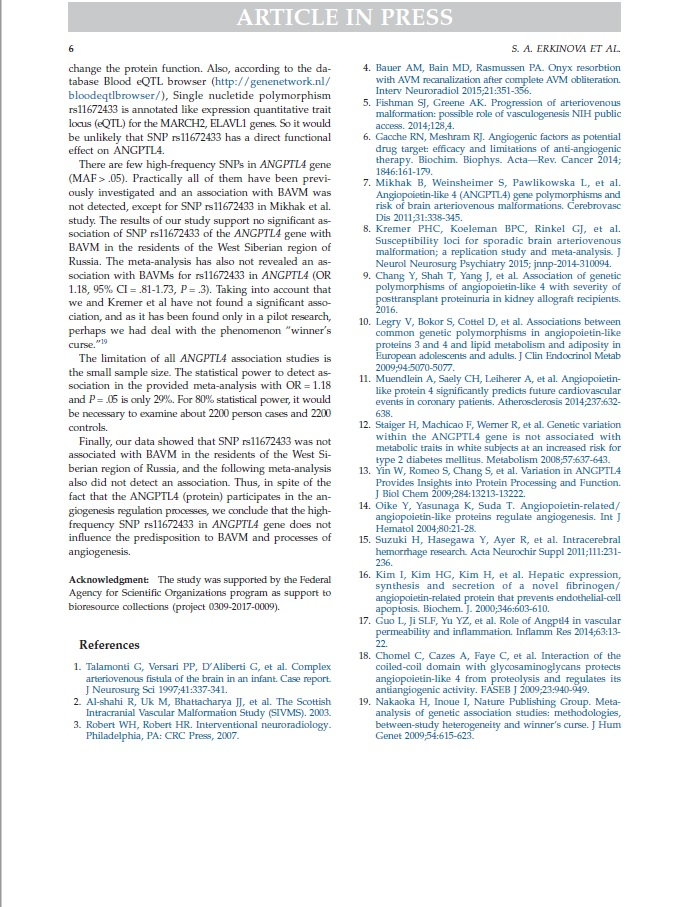 ARTICLE IN PRESS
6
S. A. ERKINOVA ET AL.
change the protein function. Also, according to the da-
tabase Blood eQTL browser (http://genenetwork.nl/
bloodeqtlbrowser/), Single nucletide polymorphism
rs11672433 is annotated like expression quantitative trait
locus (eQTL) for the MARCH2, ELAVL1 genes. So it would
be unlikely that SNP rs11672433 has a direct functional
effect on ANGPTL4.
There are few high-frequency SNPs in ANGPTL4 gene
(MAF > .05). Practically all of them have been previ-
ously investigated and an association with BAVM was
not detected, except for SNP rs11672433 in Mikhak et al.
study. The results of our study support no significant as-
sociation of SNP rs11672433 of the ANGPTL4 gene with
BAVM in the residents of the West Siberian region of
Russia. The meta-analysis has also not revealed an as-
sociation with BAVMs for rs11672433 in ANGPTL4 (OR
1.18, 95% CI = .81-1.73, P = .3). Taking into account that
we and Kremer et al have not found a significant asso-
ciation, and as it has been found only in a pilot research,
perhaps we had deal with the phenomenon "winner's
curse."19
The limitation of all ANGPTL4 association studies is
the small sample size. The statistical power to detect as-
sociation in the provided meta-analysis with OR = 1.18
and P = .05 is only 29%. For 80% statistical power, it would
be necessary to examine about 2200 person cases and 2200
controls.
Finally, our data showed that SNP rs11672433 was not
associated with BAVM in the residents of the West Si-
berian region of Russia, and the following meta-analysis
also did not detect an association. Thus, in spite of the
fact that the ANGPTL4 (protein) participates in the an-
giogenesis regulation processes, we conclude that the high-
frequency SNP rs11672433 in ANGPTL4 gene does not
influence the predisposition to BAVM and processes of
angiogenesis.
Acknowledgment: The study was supported by the Federal
Agency for Scientific Organizations program as support to
bioresource collections (project 0309-2017-0009).
References
1. Talamonti G, Versari PP, D'Aliberti G, et al. Complex
arteriovenous fistula of the brain in an infant. Case report.
J Neurosurg Sci 1997;41:337-341.
2. Al-shahi R, Uk M, Bhattacharya JJ, et al. The Scottish
Intracranial Vascular Malformation Study (SIVMS). 2003.
3. Robert WH, Robert HR. Interventional neuroradiology.
Philadelphia, PA: CRC Press, 2007.
4. Bauer AM, Bain MD, Rasmussen PA. Onyx resorbtion
with AVM recanalization after complete AVM obliteration.
Interv Neuroradiol 2015;21:351-356.
5. Fishman SJ, Greene AK. Progression of arteriovenous
malformation: possible role of vasculogenesis NIH public
access. 2014;128,4.
6. Gacche RN, Meshram RJ. Angiogenic factors as potential
drug target: efficacy and limitations of anti-angiogenic
therapy. Biochim. Biophys. Acta—Rev. Cancer 2014;
1846:161-179.
7. Mikhak B, Weinsheimer S, Pawlikowska L, et al.
Angiopoietin-like 4 (ANGPTL4) gene polymorphisms and
risk of brain arteriovenous malformations. Cerebrovasc
Dis 2011;31:338-345.
8. Kremer PHC, Koeleman BPC, Rinkel GJ, et al.
Susceptibility loci for sporadic brain arteriovenous
malformation; a replication study and meta-analysis. J
Neurol Neurosurg Psychiatry 2015; jnnp-2014-310094.
9. Chang Y, Shah T, Yang J, et al. Association of genetic
polymorphisms of angiopoietin-like 4 with severity of
posttransplant proteinuria in kidney allograft recipients.
2016.
10. Legry V, Bokor S, Cottel D, et al. Associations between
common genetic polymorphisms in angiopoietin-like
proteins 3 and 4 and lipid metabolism and adiposity in
European adolescents and adults. J Clin Endocrinol Metab
2009;94:5070-5077.
11. Muendlein A, Saely CH, Leiherer A, et al. Angiopoietin-
like protein 4 significantly predicts future cardiovascular
events in coronary patients. Atherosclerosis 2014;237:632-
638.
12. Staiger H, Machicao F, Werner R, et al. Genetic variation
within the ANGPTL4 gene is not associated with
metabolic traits in white subjects at an increased risk for
type 2 diabetes mellitus. Metabolism 2008;57:637-643.
13. Yin W, Romeo S, Chang S, et al. Variation in ANGPTL4
Provides Insights into Protein Processing and Function.
J Biol Chem 2009;284:13213-13222.
14. Oike Y, Yasunaga K, Suda T. Angiopoietin-related/
angiopoietin-like proteins regulate angiogenesis. Int J
Hematol 2004;80:21-28.
15. Suzuki H, Hasegawa Y, Ayer R, et al. Intracerebral
hemorrhage research. Acta Neurochir Suppl 2011;111:231-
236.
16. Kim I, Kim HG, Kim H, et al. Hepatic expression,
synthesis and secretion of a novel fibrinogen/
angiopoietin-related protein that prevents endothelial-cell
apoptosis. Biochem. J. 2000;346:603-610.
17. Guo L, Ji SLF, Yu YZ, et al. Role of Angptl4 in vascular
permeability and inflammation. Inflamm Res 2014;63:13-
22.
18. Chomel C, Cazes A, Faye C, et al. Interaction of the
coiled-coil domain with glycosaminoglycans protects
angiopoietin-like 4 from proteolysis and regulates its
antiangiogenic activity. FASEB J 2009;23:940-949.
19. Nakaoka H, Inoue I, Nature Publishing Group. Meta-
analysis of genetic association studies: methodologies,
between-study heterogeneity and winner's curse. J Hum
Genet 2009;54:615-623.